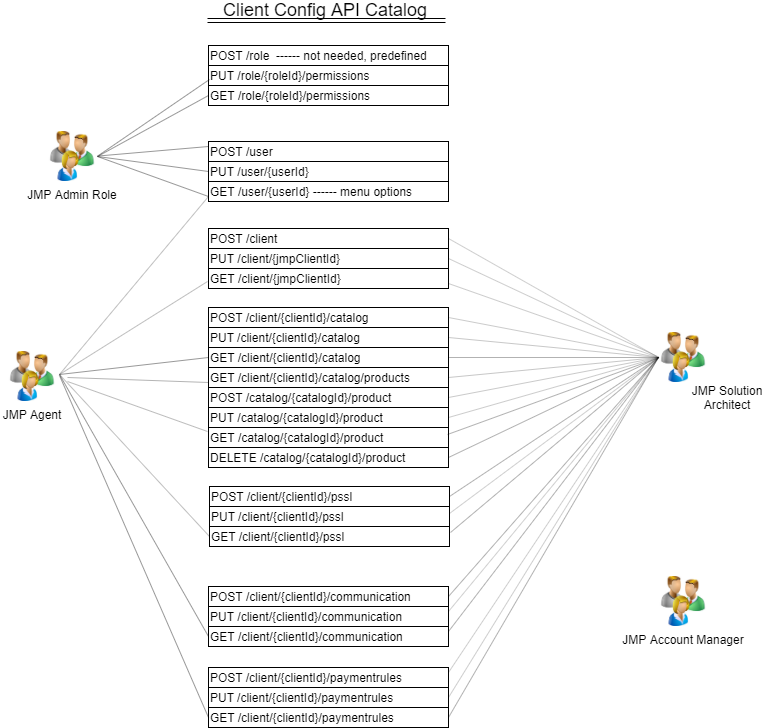 Client Config API Catalog
POST /role ------ not needed, predefined
PUT /role/{roleId}/permissions
GET /role/{roleId}/permissions
JMP Admin Role
POST /user
PUT /user/{userId}
GET /user/{userId} ------ menu options
POST /client
PUT /client/{jmpClientId}
GET /client/{jmpClientId}
POST /client/{clientId}/catalog
PUT /client/{clientId}/catalog
GET /client/{clientId}/catalog
GET /client/{clientId}/catalog/products
POST /catalog/{catalogId}/product
PUT /catalog/{catalogId}/product
GET /catalog/{catalogId}/product
DELETE /catalog/{catalogId}/product
JMP Agent
JMP Solution
Architect
POST /client/{clientId}/pssl
PUT /client/{clientId}/pssl
GET /client/{clientId}/pssl
POST /client/{clientId}/communication
PUT /client/{clientId}/communication
GET /client/{clientId}/communication
JMP Account Manager
POST /client/{clientId}/paymentrules
PUT /client/{clientId}/paymentrules
GET /client/{clientId}/paymentrules